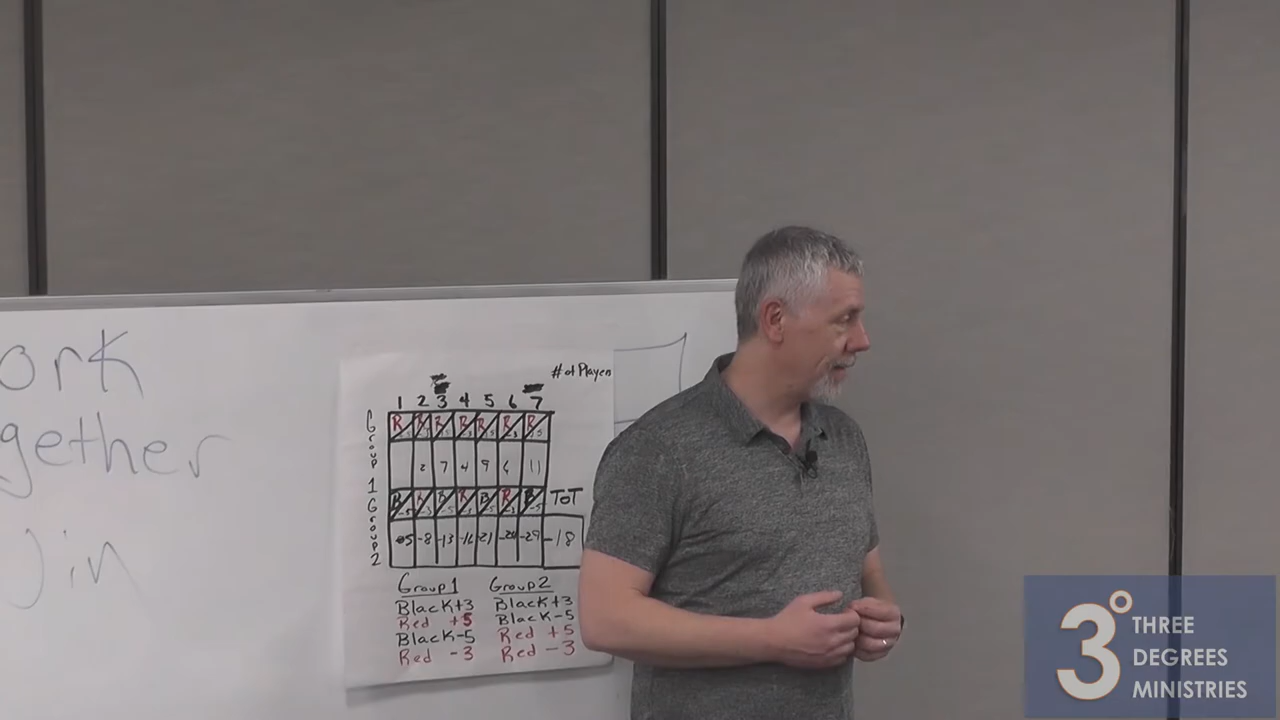 ork
gether
in
# of Player
1 2 3 4 5 6 7
Group 1
R R R R R R R
2 7 4 9 6 11
Group 2
B R B R B R B TOT
-5 -8 -13 -16 -21 -29 -18
Group 1 Group 2
Black+3 Black+3
Red +5 Black-5
Black-5 Red +5
Red -3 Red -3
3° THREE
DEGREES
MINISTRIES